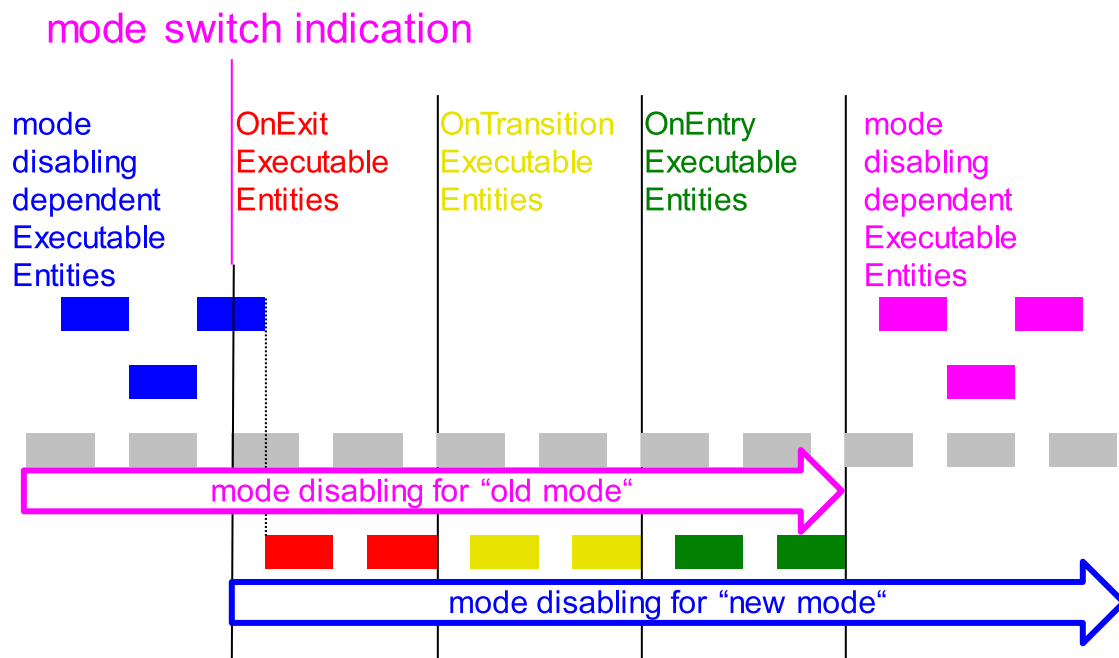 mode switch indication
mode
disabling
dependent
Executable
Entities
OnExit
Executable
Entities
OnTransition
Executable
Entities
OnEntry
Executable
Entities
mode
disabling
dependent
Executable
Entities
mode disabling for “old mode“
mode disabling for “new mode“